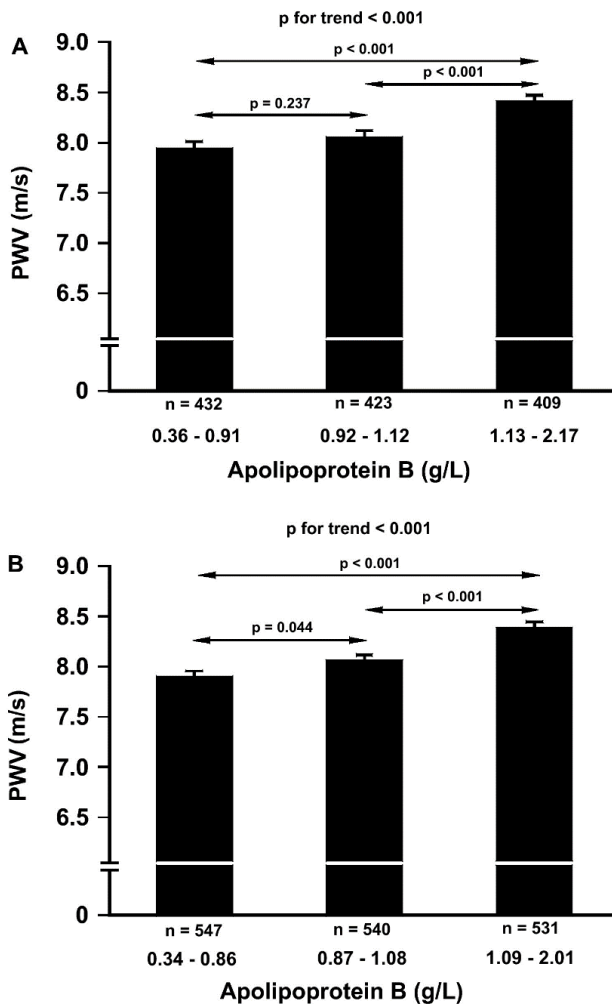 p for trend < 0.001
A
9.0
p < 0.001
8.5
p < 0.001
p = 0.237
8.0
7.5
7.0
6.5
0
PWV (m/s)
n = 432 n = 423 n = 409
0.36 - 0.91 0.92 - 1.12 1.13 - 2.17
Apolipoprotein B (g/L)
p for trend < 0.001
B
9.0
p < 0.001
8.5
p < 0.001
p = 0.044
8.0
7.5
7.0
6.5
0
PWV (m/s)
n = 547 n = 540 n = 531
0.34 - 0.86 0.87 - 1.08 1.09 - 2.01
Apolipoprotein B (g/L)